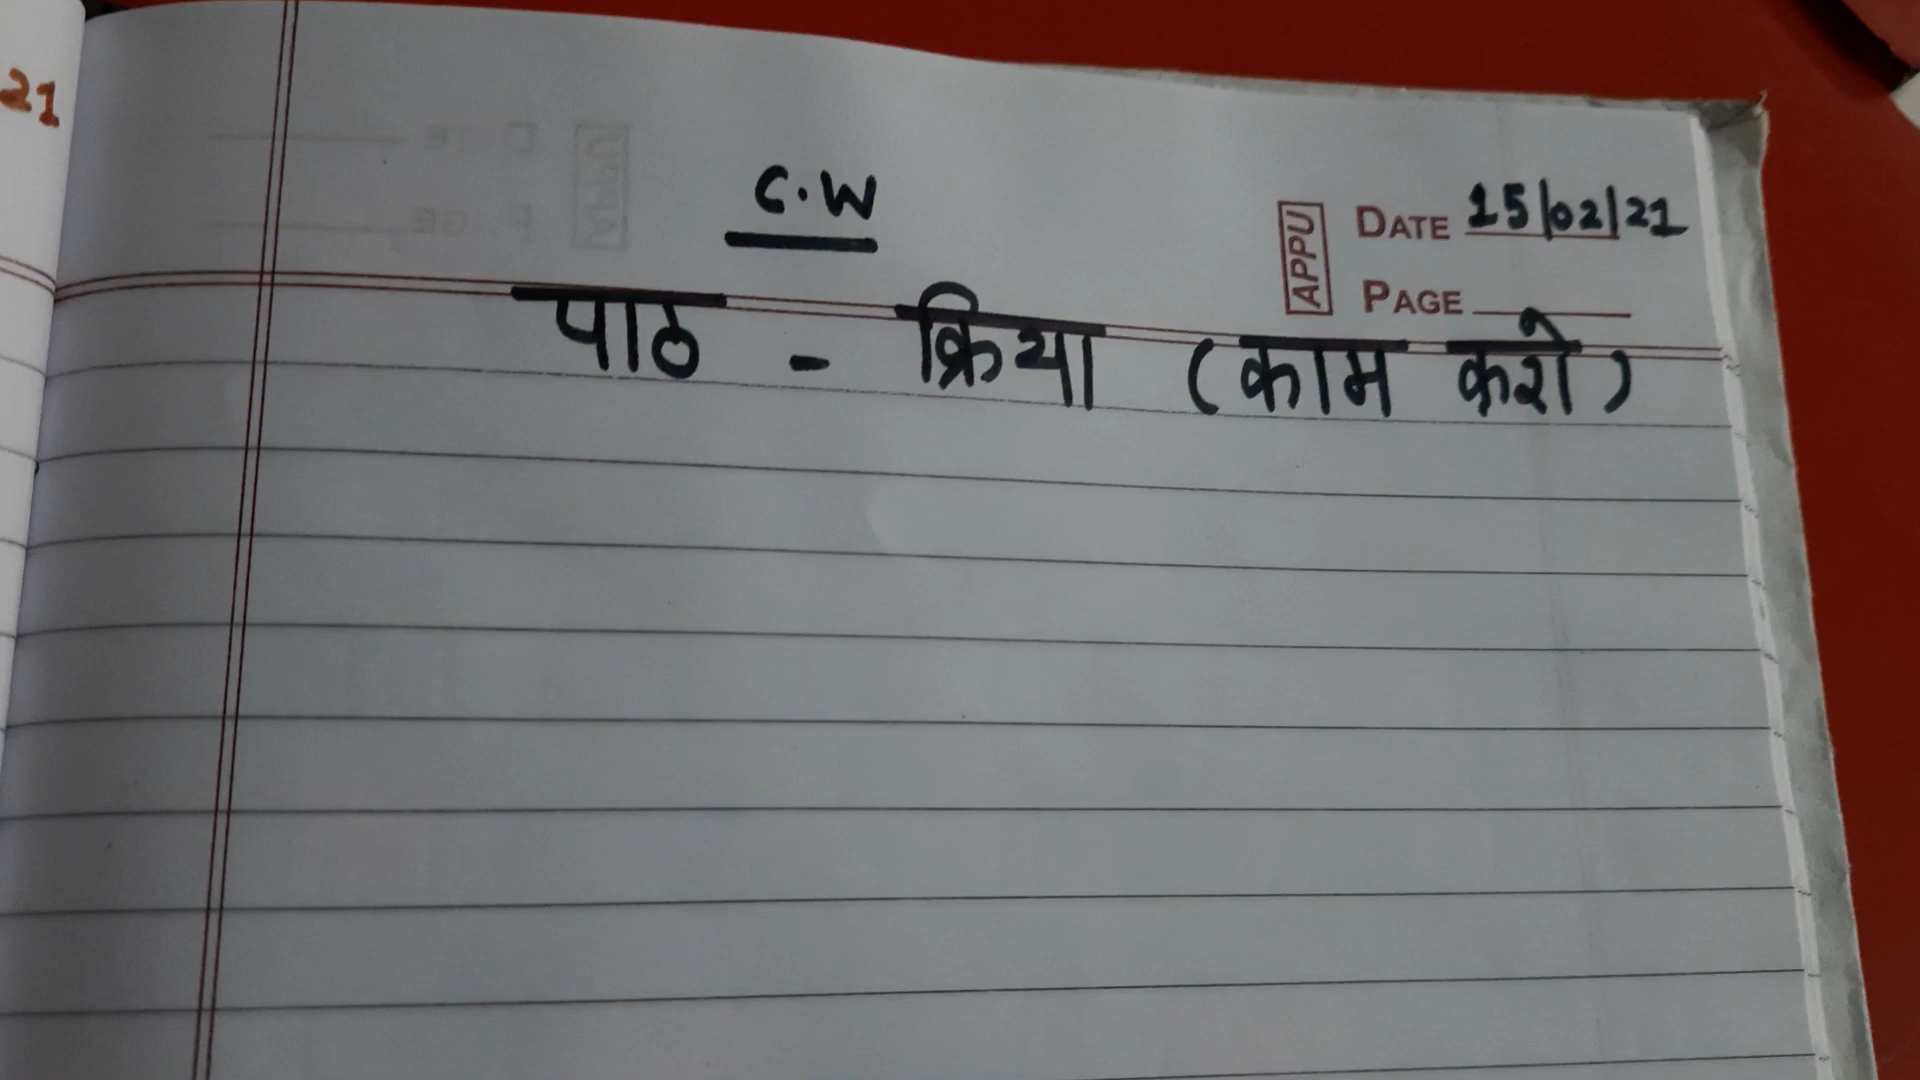 21
C.W
APPU DATE 15/02/21
PAGE
पाठ - क्रिया (काम करो)